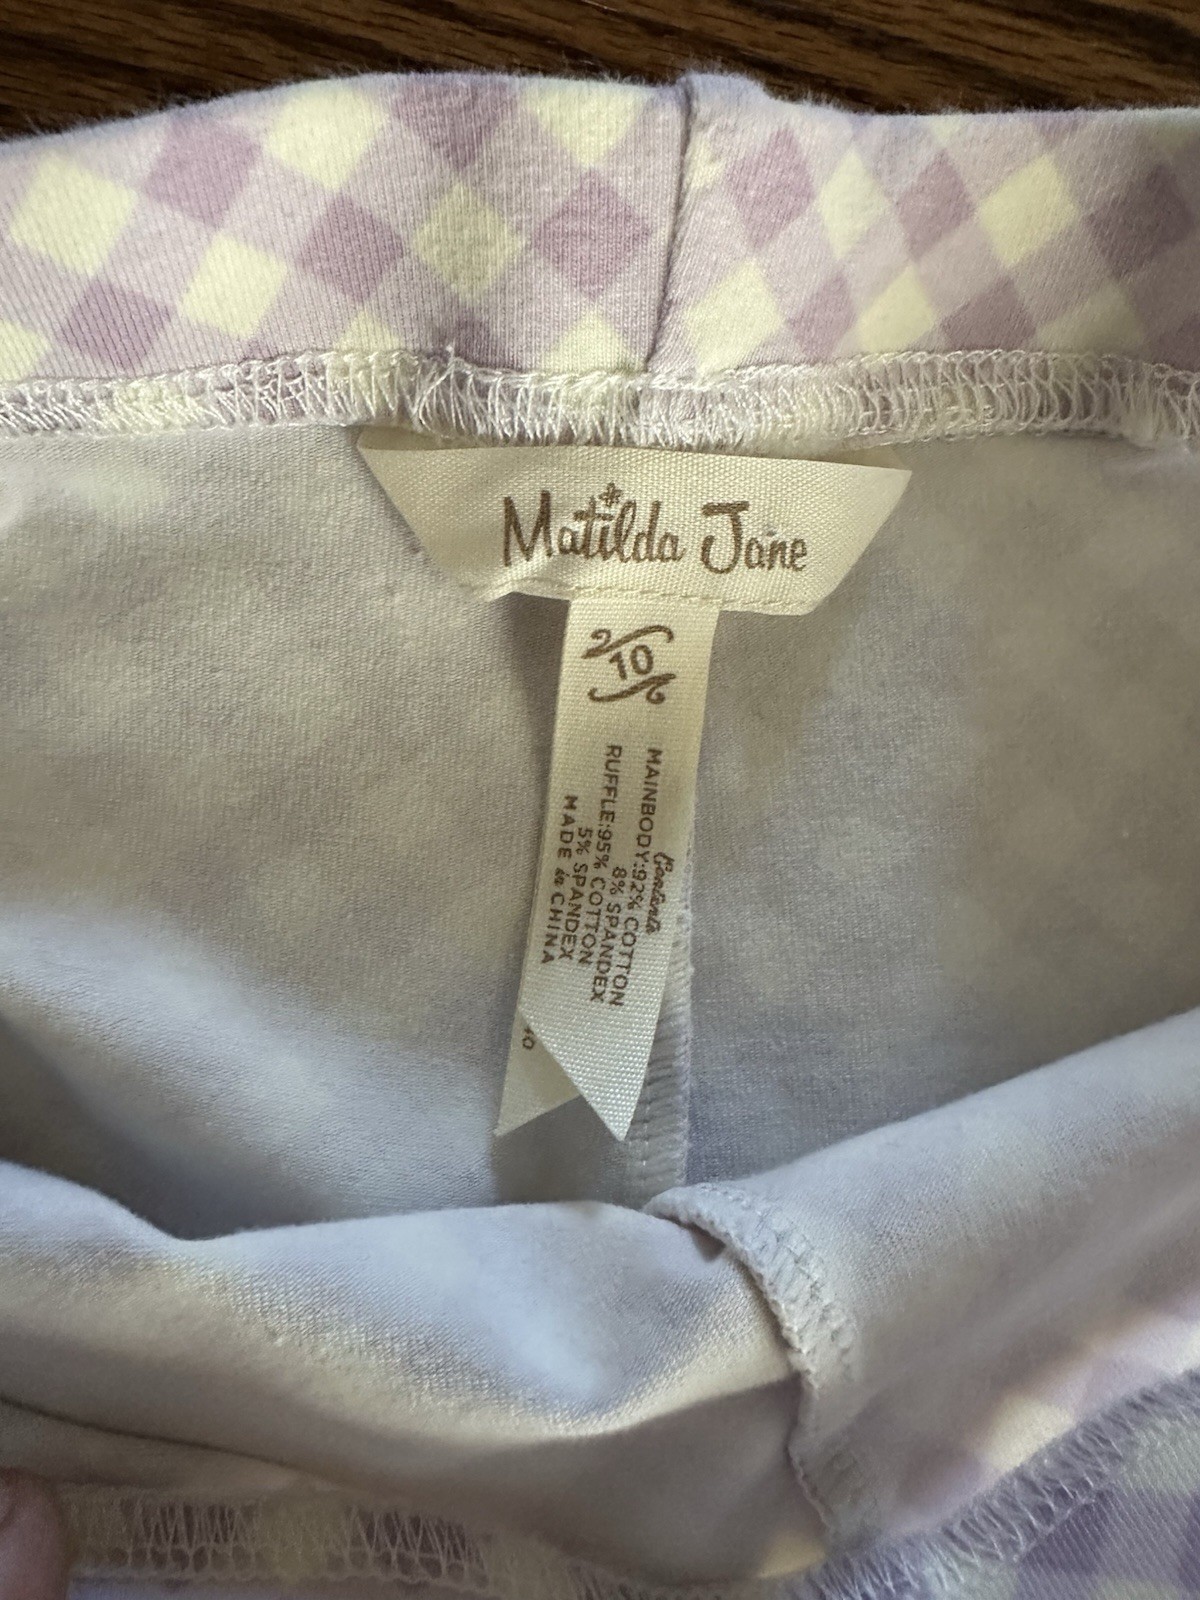 Matilda Jane
10
Contents
MAINBODY:92% COTTON
8% SPANDEX
RUFFLE:95% COTTON
5% SPANDEX
MADE in CHINA